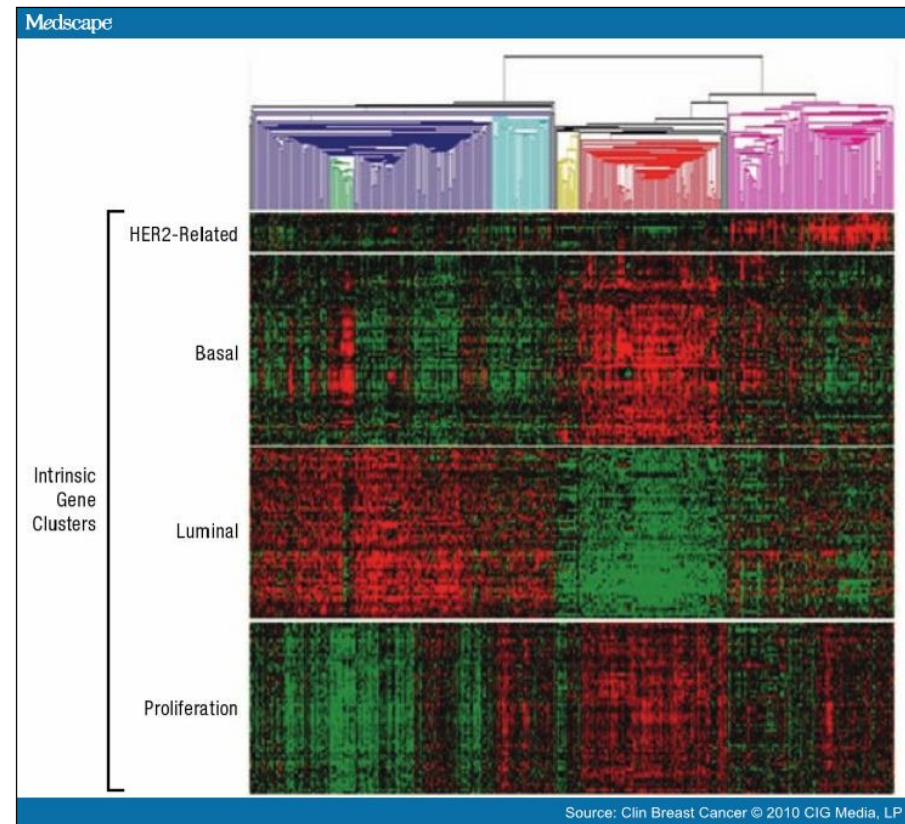 Medscape
HER2-Related
Basal
Intrinsic
Gene
Clusters
Luminal
Proliferation
Source: Clin Breast Cancer © 2010 CIG Media, LP